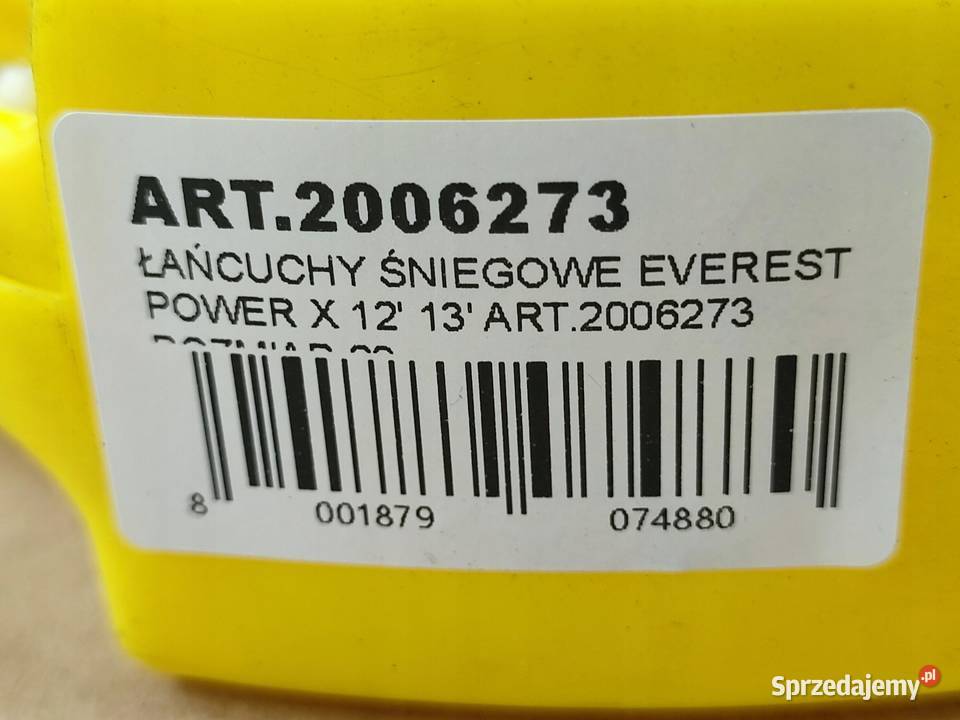 ART.2006273
ŁAŃCUCHY ŚNIEGOWE EVEREST
POWER X 12' 13' ART.2006273
8 001879 074880
Sprzedajemy.pl